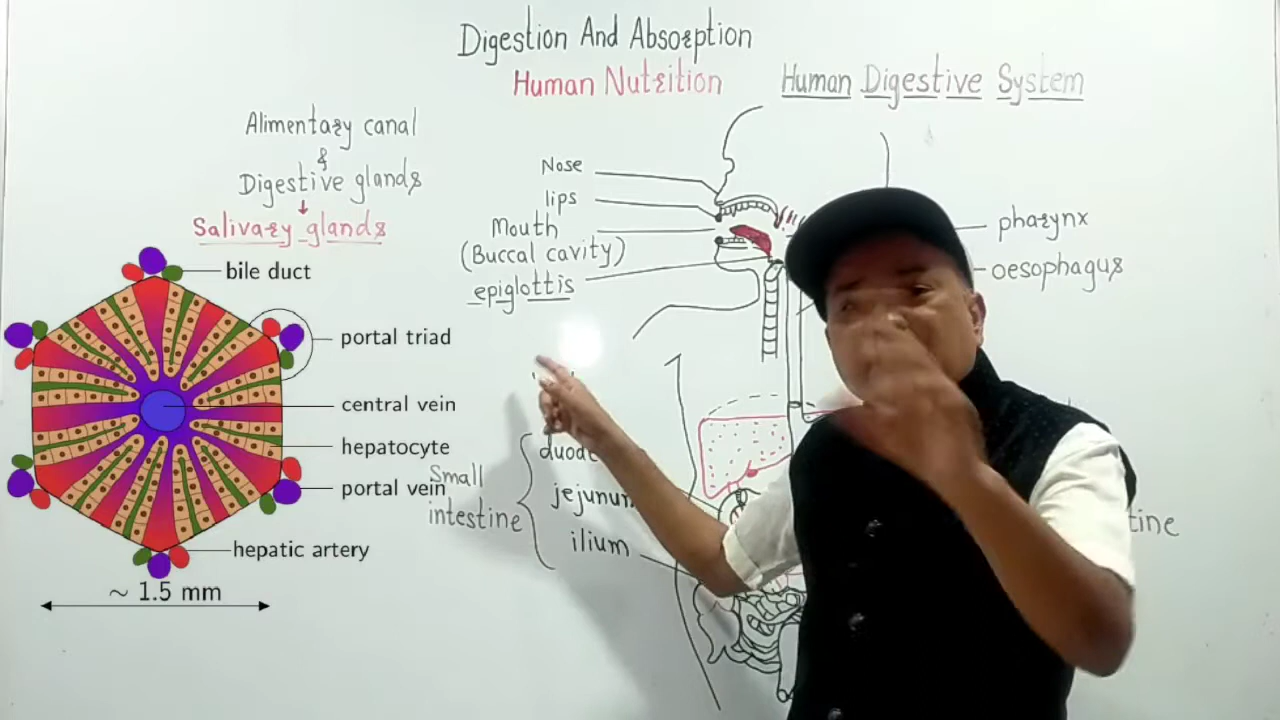 Digestion And Absorption
Human Nutrition
Human Digestive System
Alimentary canal
&
Digestive glands
Salivary glands
bile duct
portal triad
central vein
hepatocyte
portal vein
hepatic artery
~ 1.5 mm
Nose
lips
Mouth
(Buccal cavity)
epiglottis
pharynx
oesophagus
Small
intestine
jejunum
ilium